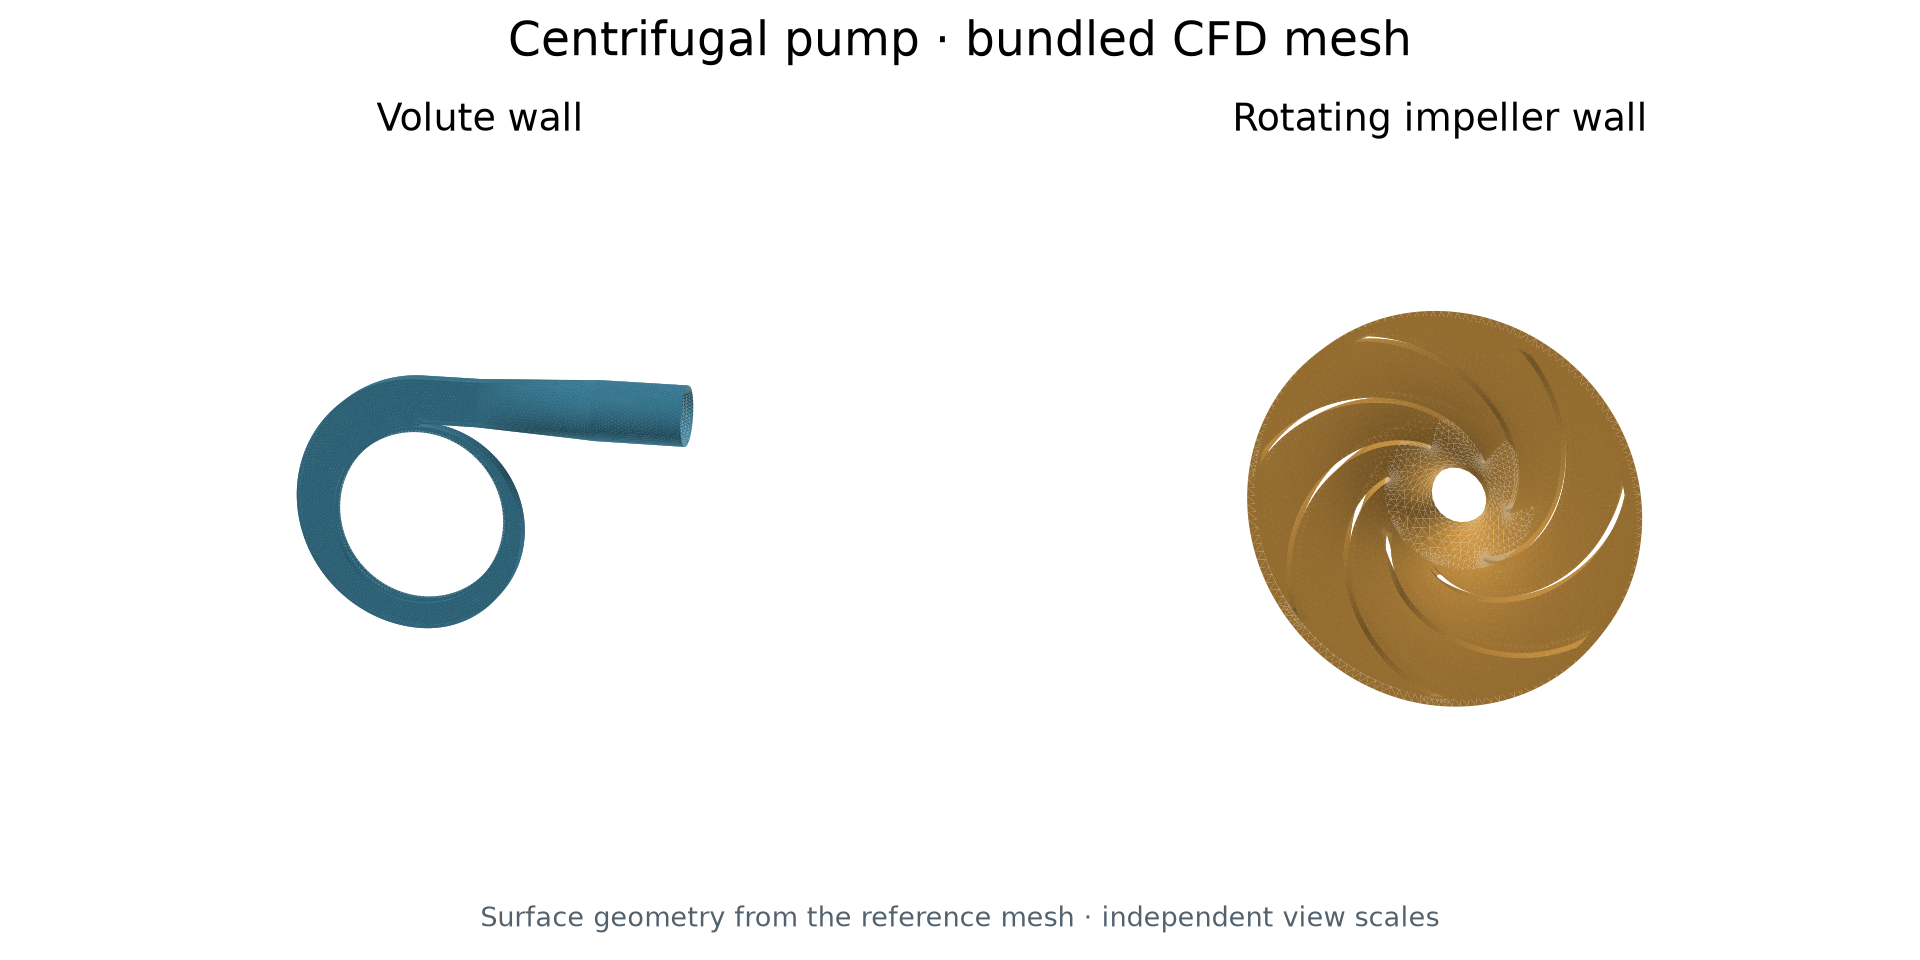 Centrifugal pump · bundled CFD mesh
Volute wall
Rotating impeller wall
Surface geometry from the reference mesh · independent view scales